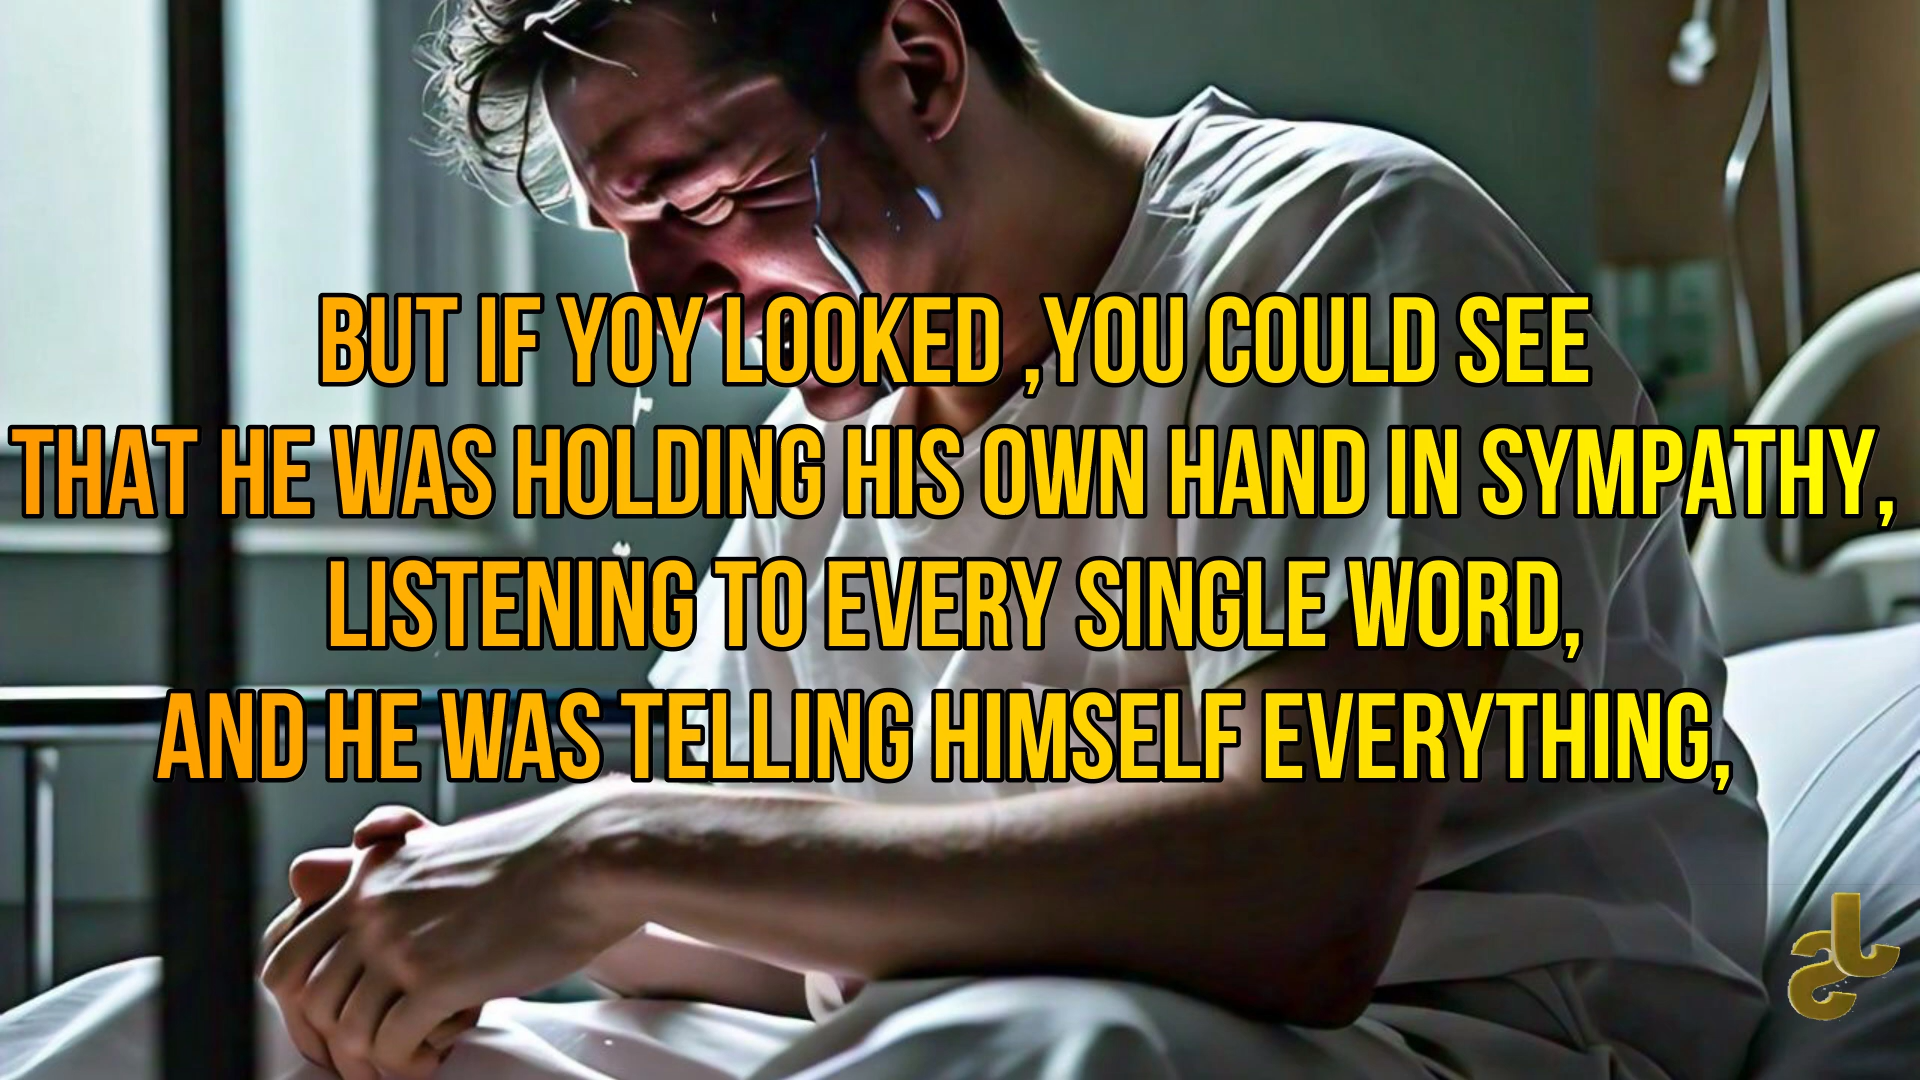 BUT IF YOY LOOKED ,YOU COULD SEE
THAT HE WAS HOLDING HIS OWN HAND IN SYMPATHY,
LISTENING TO EVERY SINGLE WORD,
AND HE WAS TELLING HIMSELF EVERYTHING,